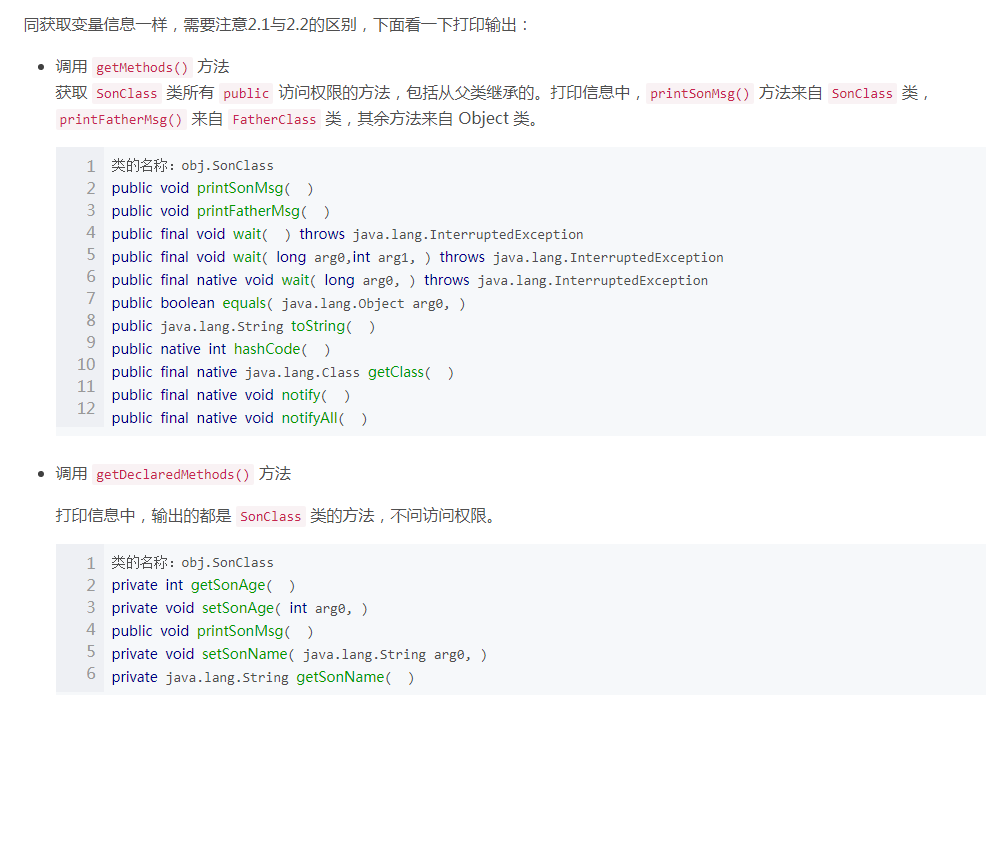 同获取变量信息一样，需要注意2.1与2.2的区别，下面看一下打印输出：
调用 getMethods() 方法
获取 SonClass 类所有 public 访问权限的方法，包括从父类继承的。打印信息中，printSonMsg() 方法来自 SonClass 类，
printFatherMsg() 来自 FatherClass 类，其余方法来自 Object 类。
1 类的名称：obj.SonClass
2 public void printSonMsg(  )
3 public void printFatherMsg(  )
4 public final void wait(  ) throws java.lang.InterruptedException
5 public final void wait( long arg0,int arg1, ) throws java.lang.InterruptedException
6 public final native void wait( long arg0, ) throws java.lang.InterruptedException
7 public boolean equals( java.lang.Object arg0, )
8 public java.lang.String toString(  )
9 public native int hashCode(  )
10 public final native java.lang.Class getClass(  )
11 public final native void notify(  )
12 public final native void notifyAll(  )
调用 getDeclaredMethods() 方法
打印信息中，输出的都是 SonClass 类的方法，不问访问权限。
1 类的名称：obj.SonClass
2 private int getSonAge(  )
3 private void setSonAge( int arg0, )
4 public void printSonMsg(  )
5 private void setSonName( java.lang.String arg0, )
6 private java.lang.String getSonName(  )